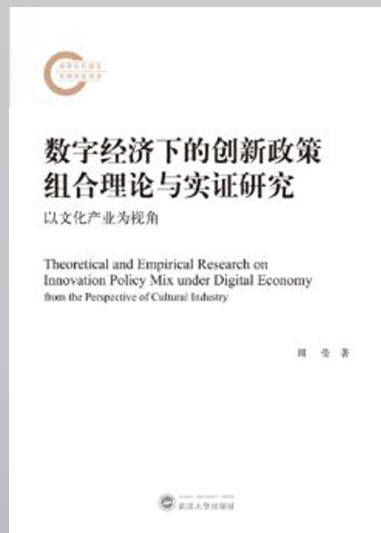 数字经济下的创新政策
组合理论与实证研究
以文化产业为视角
Theoretical and Empirical Research on
Innovation Policy Mix under Digital Economy
from the Perspective of Cultural Industry
周 莹 著
武汉大学出版社